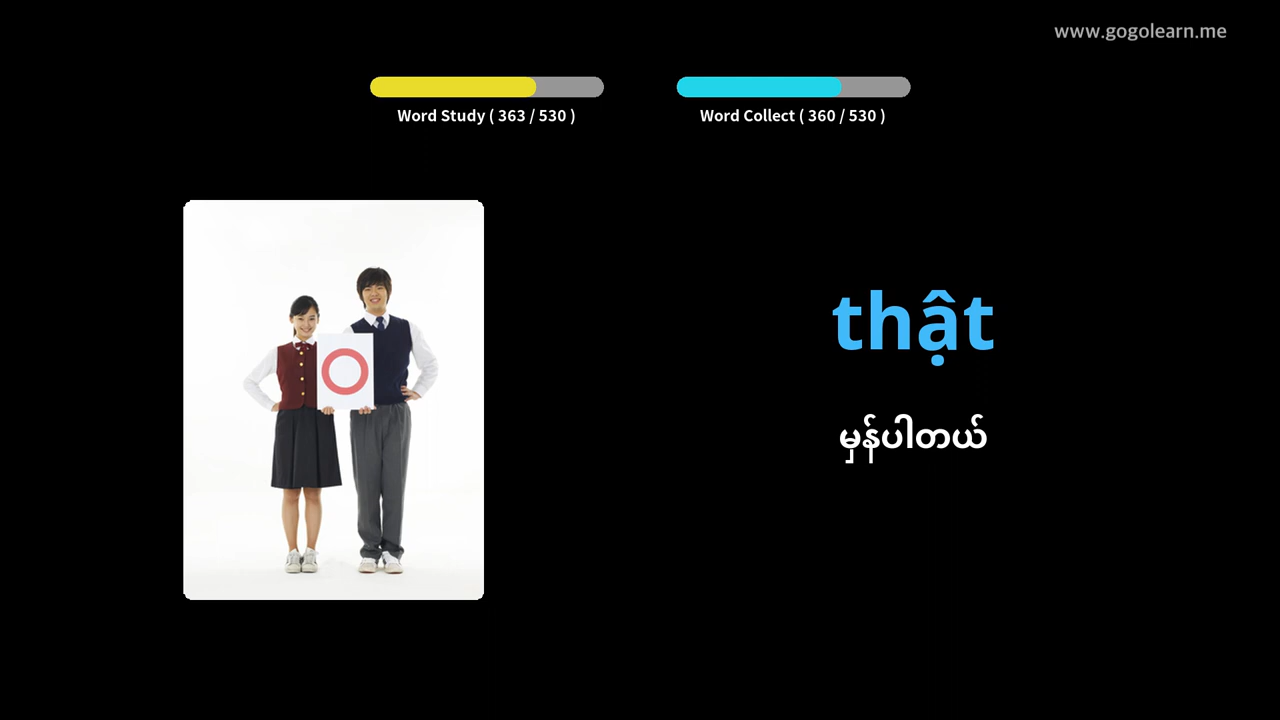 www.gogolearn.me
Word Study ( 363 / 530 )
Word Collect ( 360 / 530 )
thật
မှန်ပါတယ်